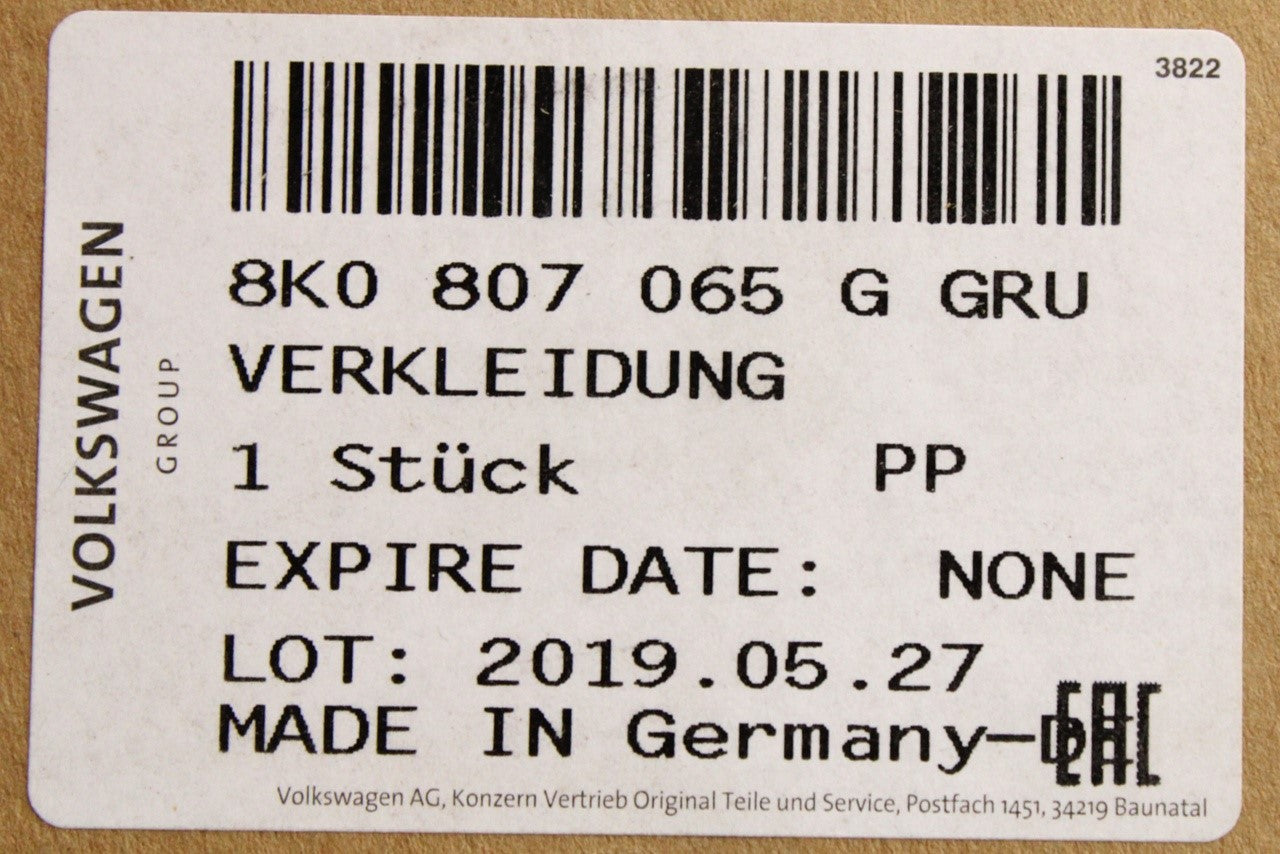 3822
VOLKSWAGEN
GROUP
8K0 807 065 G GRU
VERKLEIDUNG
1 Stück PP
EXPIRE DATE: NONE
LOT: 2019.05.27
MADE IN Germany-
EAC
Volkswagen AG, Konzern Vertrieb Original Teile und Service, Postfach 1451, 34219 Baunatal